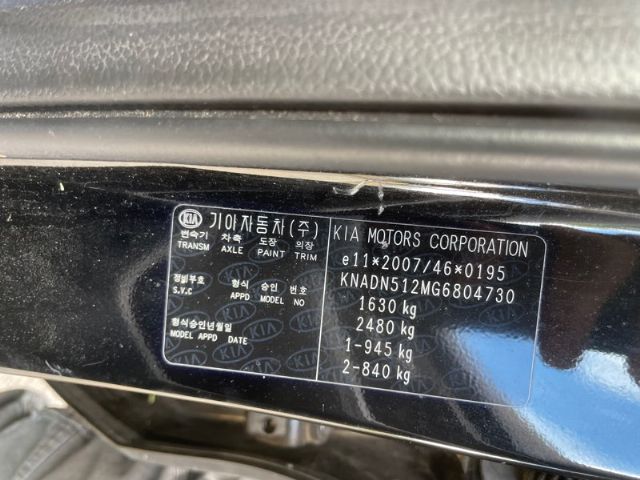 KIA 기아자동차(주)
변속기 차축 도장 의장
TRANSM AXLE PAINT TRIM
정비부호
S.V.C
형식 승인 번호
APPD MODEL NO
형식승인년월일
MODEL APPD DATE
KIA MOTORS CORPORATION
e11*2007/46*0195
KNADN512MG6804730
1630 kg
2480 kg
1-945 kg
2-840 kg